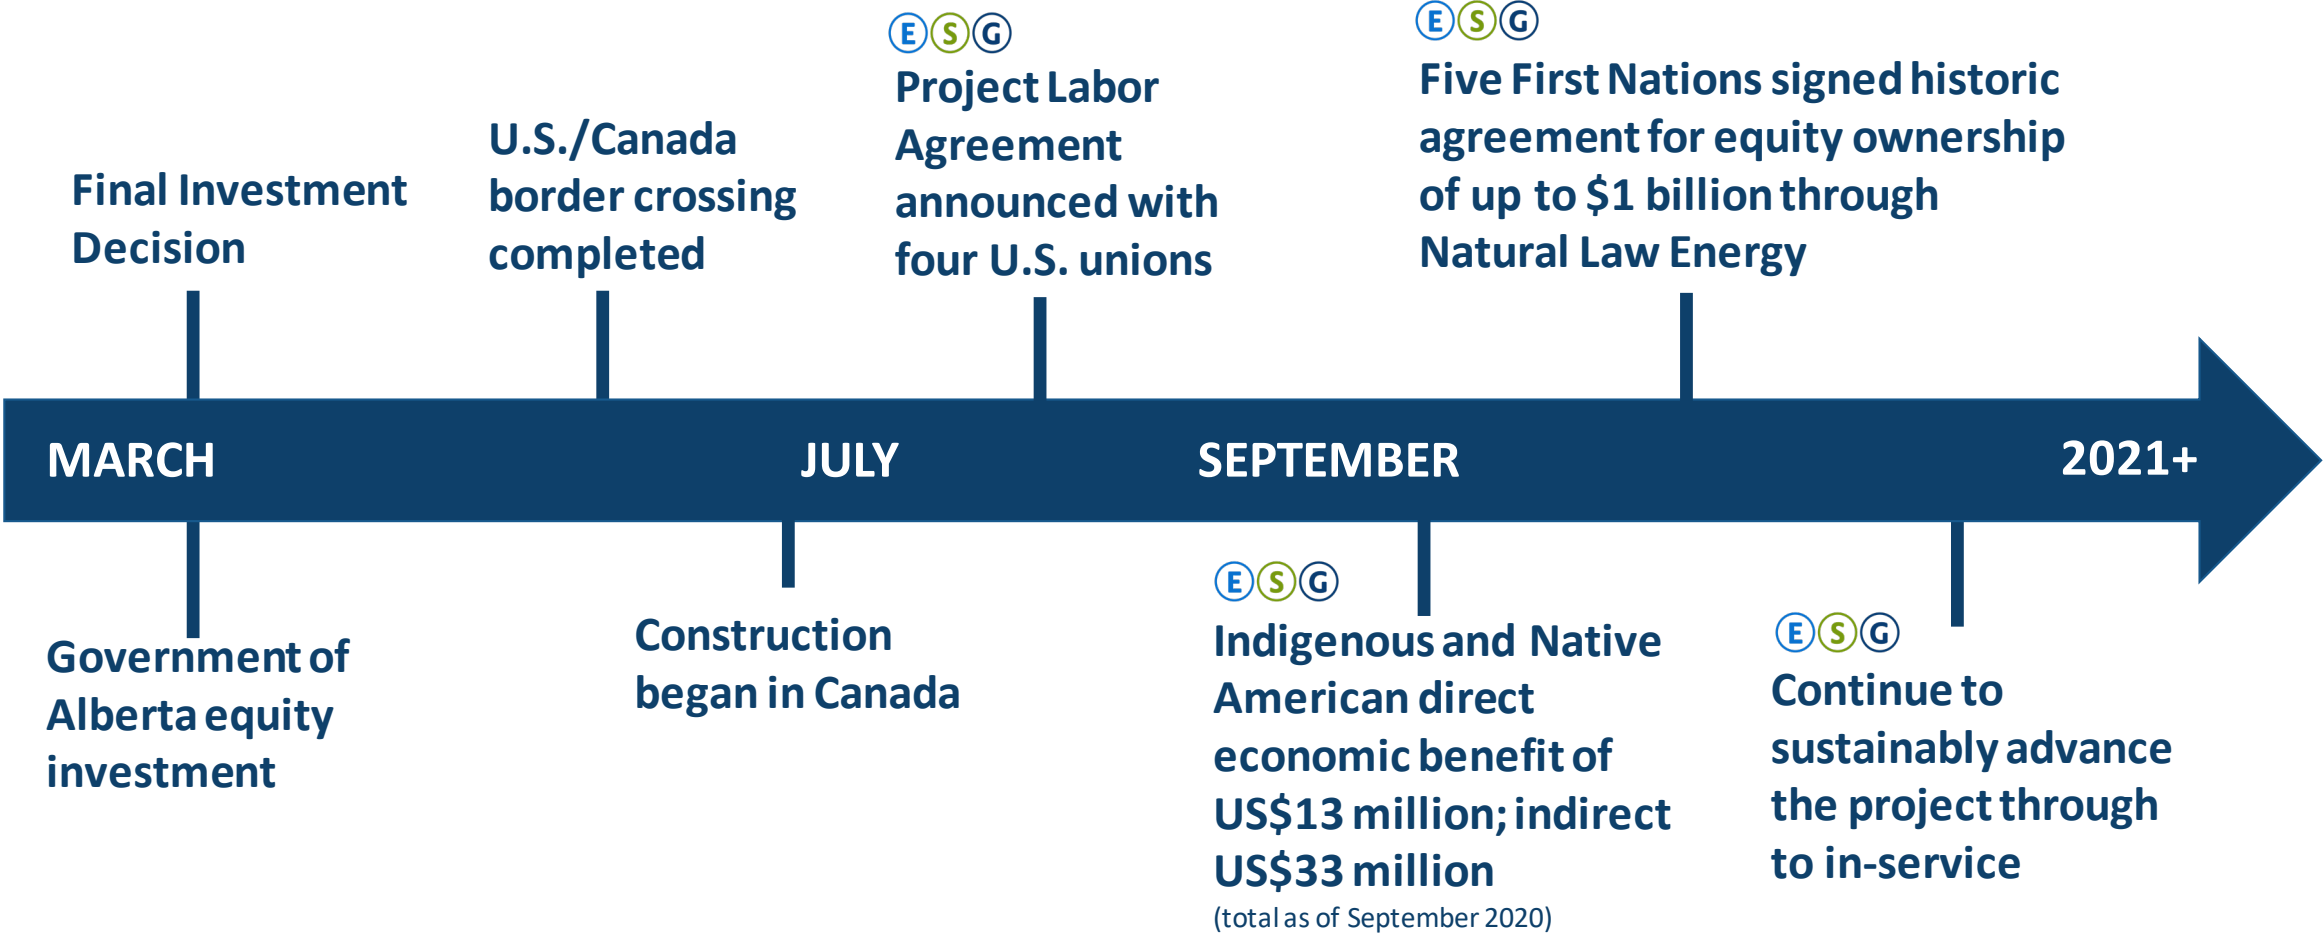 Final Investment
Decision
U.S./Canada
border crossing
completed
E S G
Project Labor
Agreement
announced with
four U.S. unions
E S G
Five First Nations signed historic
agreement for equity ownership
of up to $1 billion through
Natural Law Energy
MARCH
JULY
SEPTEMBER
2021+
Government of
Alberta equity
investment
Construction
began in Canada
E S G
Indigenous and Native
American direct
economic benefit of
US$13 million; indirect
US$33 million
(total as of September 2020)
E S G
Continue to
sustainably advance
the project through
to in-service